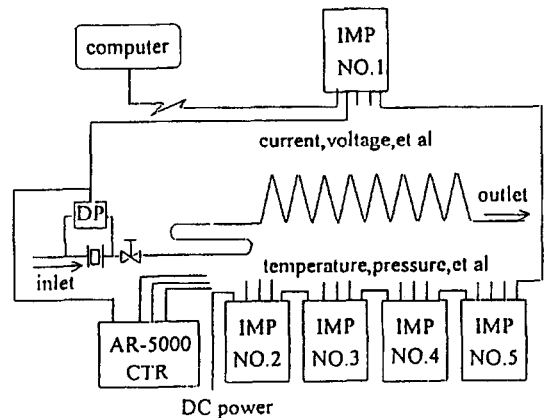 computer
IMP
NO.1
current,voltage,et al
DP
outlet
inlet
temperature,pressure,et al
AR-5000
CTR
IMP
NO.2
IMP
NO.3
IMP
NO.4
IMP
NO.5
DC power